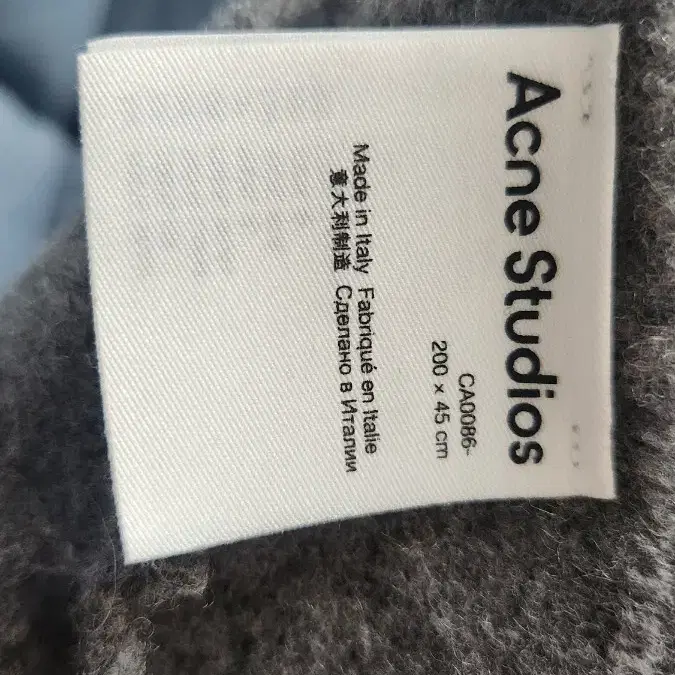 Acne Studios
CA0086-
200 x 45 cm
Made in Italy Fabriqué en Italie
意大利制造 Сделано в Италии